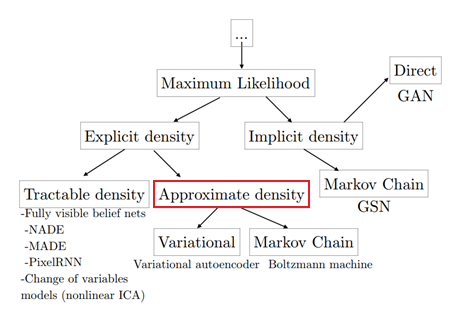 ...
Maximum Likelihood
Direct
GAN
Explicit density
Implicit density
Tractable density
-Fully visible belief nets
-NADE
-MADE
-PixelRNN
-Change of variables
models (nonlinear ICA)
Approximate density
Markov Chain
GSN
Variational
Variational autoencoder
Markov Chain
Boltzmann machine